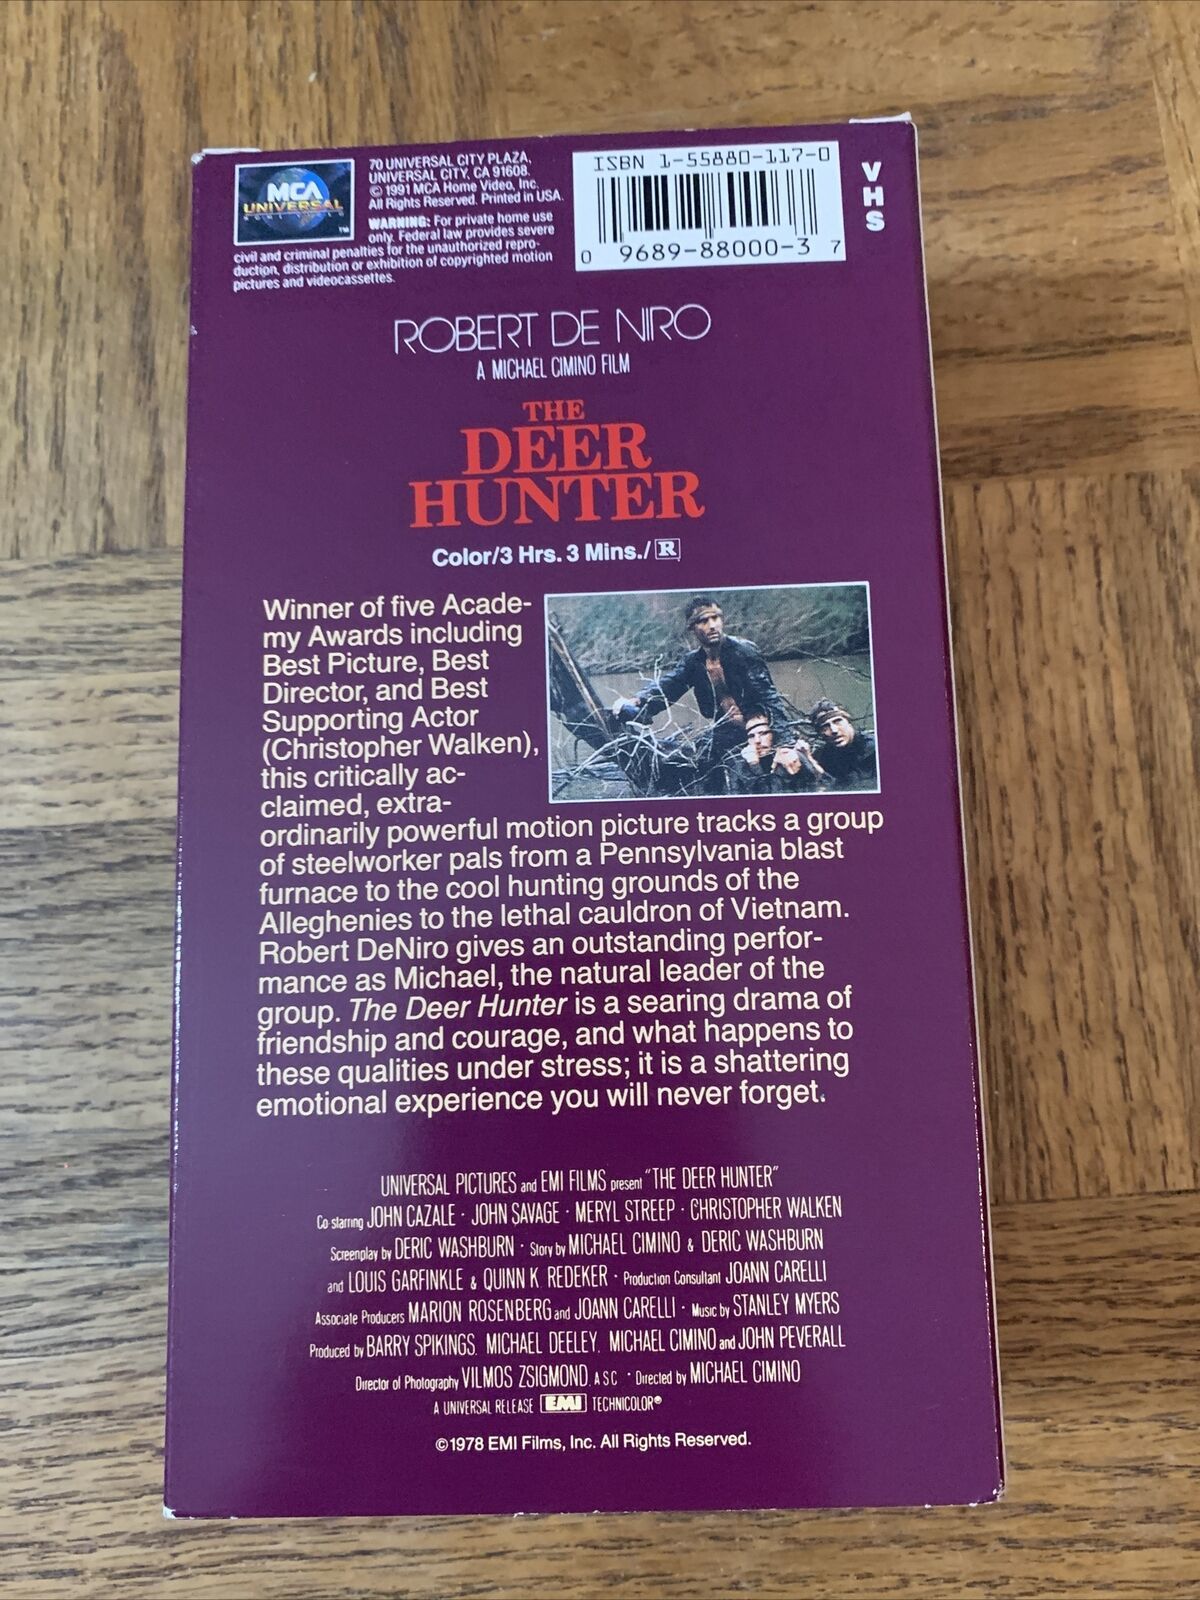 MCA
UNIVERSAL
HOME VIDEO
TM
70 UNIVERSAL CITY PLAZA,
UNIVERSAL CITY, CA 91608.
© 1991 MCA Home Video, Inc.
All Rights Reserved. Printed in USA.
WARNING: For private home use
only. Federal law provides severe
civil and criminal penalties for the unauthorized repro-
duction, distribution or exhibition of copyrighted motion
pictures and videocassettes.
ISBN 1-55880-117-0
0 9689-88000-3 7
VHS
ROBERT DE NIRO
A MICHAEL CIMINO FILM
THE
DEER
HUNTER
Color/3 Hrs. 3 Mins./R
Winner of five Acade-
my Awards including
Best Picture, Best
Director, and Best
Supporting Actor
(Christopher Walken),
this critically ac-
claimed, extra-
ordinarily powerful motion picture tracks a group
of steelworker pals from a Pennsylvania blast
furnace to the cool hunting grounds of the
Alleghenies to the lethal cauldron of Vietnam.
Robert DeNiro gives an outstanding perfor-
mance as Michael, the natural leader of the
group. The Deer Hunter is a searing drama of
friendship and courage, and what happens to
these qualities under stress; it is a shattering
emotional experience you will never forget.
UNIVERSAL PICTURES and EMI FILMS present "THE DEER HUNTER"
Co starring JOHN CAZALE · JOHN SAVAGE · MERYL STREEP · CHRISTOPHER WALKEN
Screenplay by DERIC WASHBURN · Story by MICHAEL CIMINO & DERIC WASHBURN
and LOUIS GARFINKLE & QUINN K. REDEKER · Production Consultant JOANN CARELLI
Associate Producers MARION ROSENBERG and JOANN CARELLI · Music by STANLEY MYERS
Produced by BARRY SPIKINGS, MICHAEL DEELEY, MICHAEL CIMINO and JOHN PEVERALL
Director of Photography VILMOS ZSIGMOND, A S C · Directed by MICHAEL CIMINO
A UNIVERSAL RELEASE EMI TECHNICOLOR®
©1978 EMI Films, Inc. All Rights Reserved.